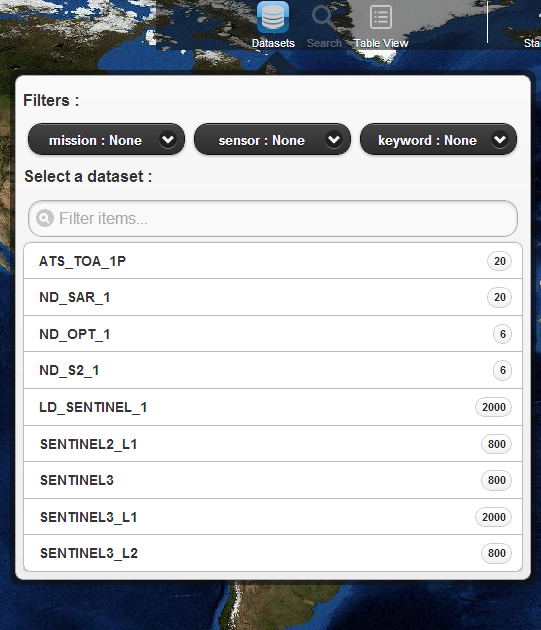 Datasets
Search
Table View
Sta
Filters :
mission : None
sensor : None
keyword : None
Select a dataset :
Filter items...
ATS_TOA_1P 20
ND_SAR_1 20
ND_OPT_1 6
ND_S2_1 6
LD_SENTINEL_1 2000
SENTINEL2_L1 800
SENTINEL3 800
SENTINEL3_L1 2000
SENTINEL3_L2 800